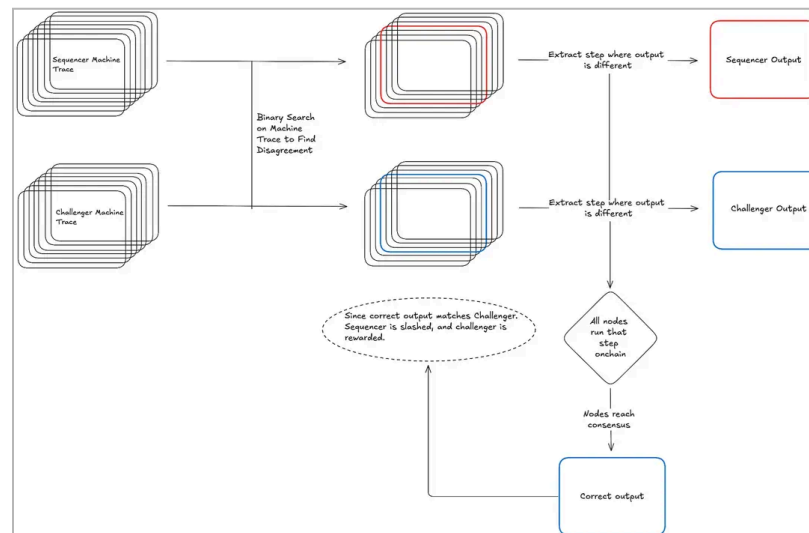 Sequencer Machine
Trace
Extract step where output
is different
Sequencer Output
Binary Search
on Machine
Trace to Find
Disagreement
Challenger Machine
Trace
Extract step where output
is different
Challenger Output
Since correct output matches Challenger.
Sequencer is slashed, and challenger is
rewarded.
All nodes
run that
step
onchain
Nodes reach
consensus
Correct output